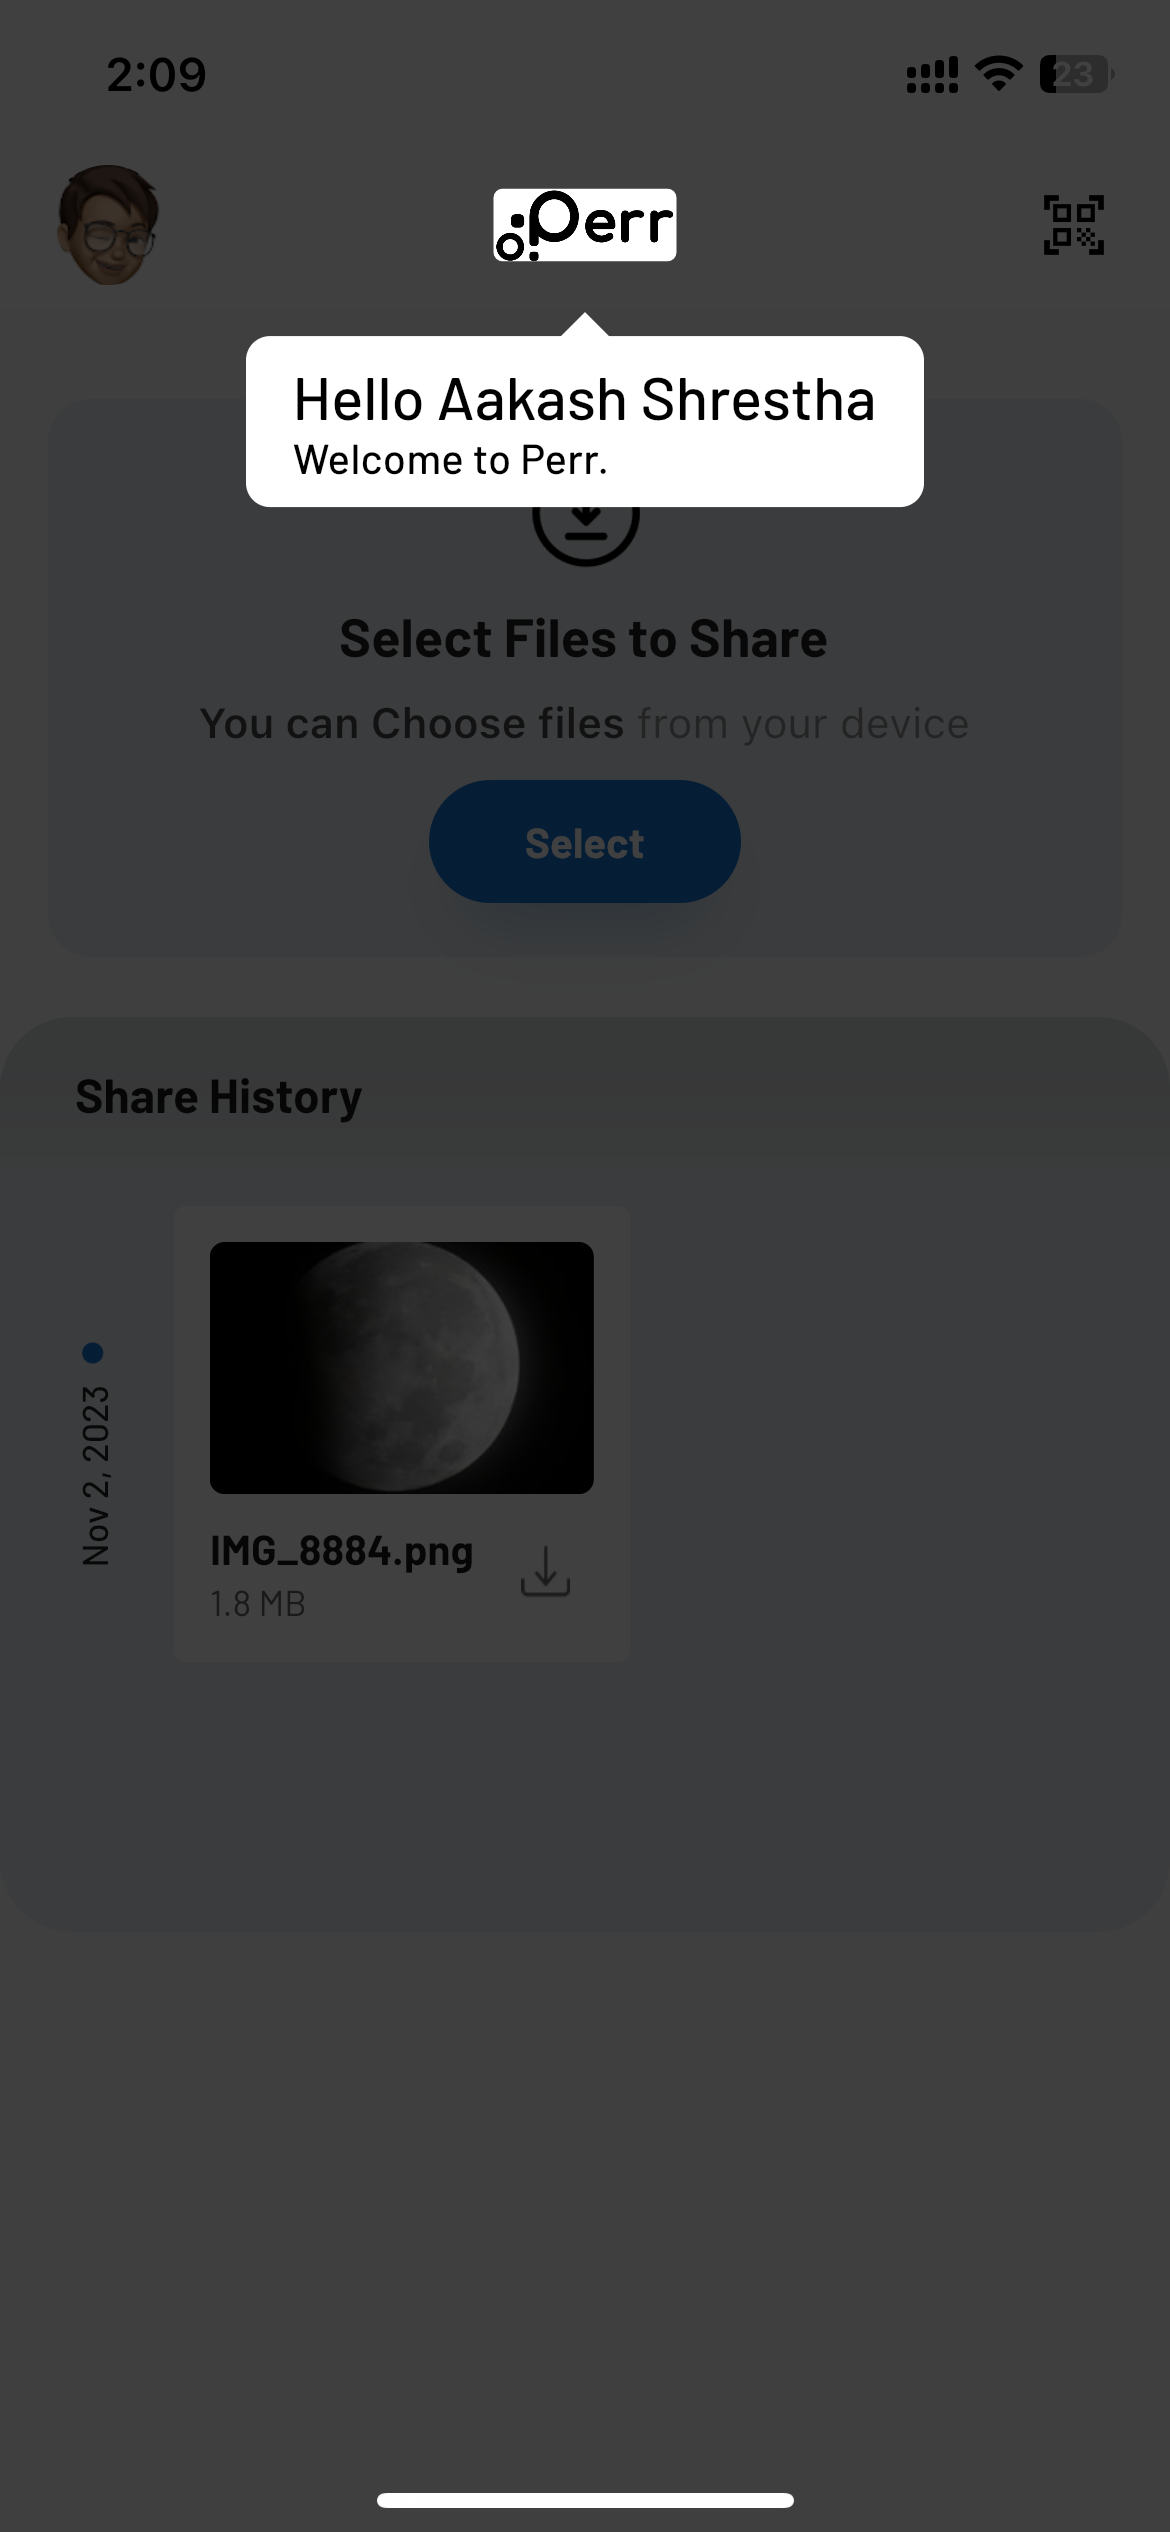 2:09
23
Perr
Hello Aakash Shrestha
Welcome to Perr.
Select Files to Share
You can Choose files from your device
Select
Share History
Nov 2, 2023
IMG_8884.png
1.8 MB